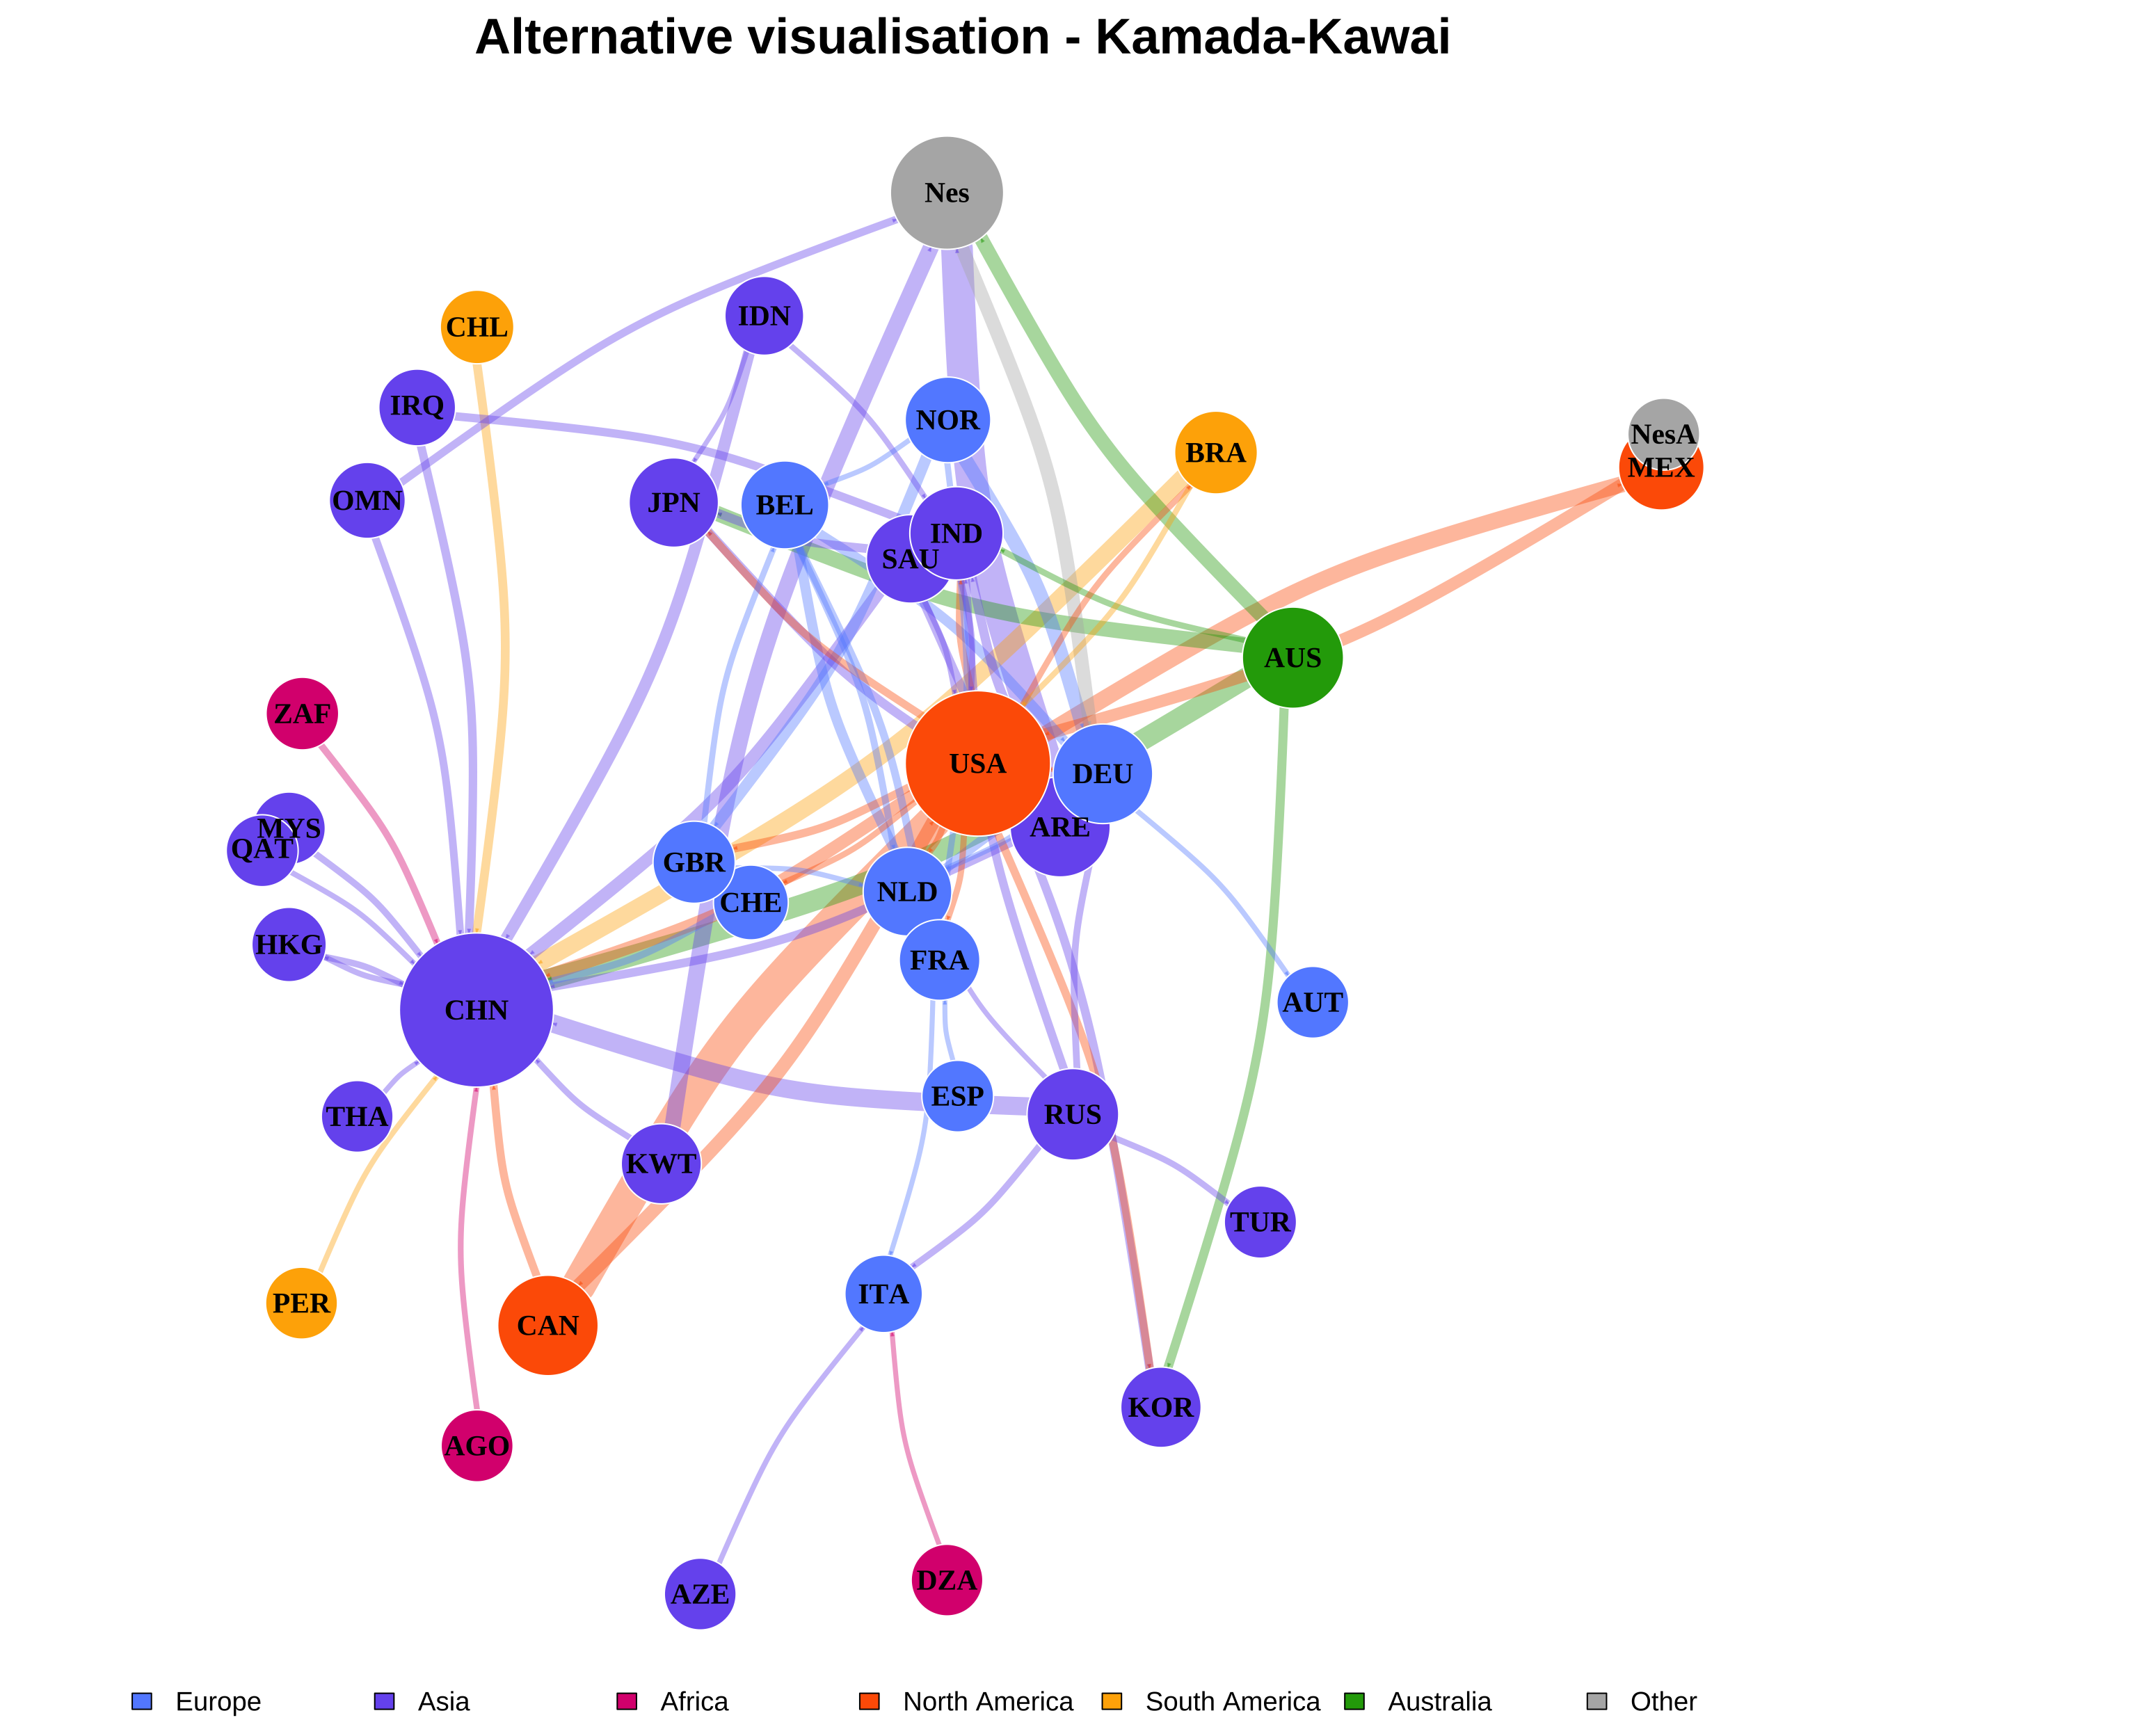 Alternative visualisation - Kamada-Kawai
Nes
IDN
CHL
IRQ
NOR
NesA
BRA
MEX
OMN
JPN
BEL
IND
SAU
AUS
ZAF
USA
DEU
MYS
ARE
QAT
GBR
NLD
CHE
HKG
FRA
CHN
AUT
ESP
THA
RUS
KWT
TUR
PER
ITA
CAN
KOR
AGO
AZE
DZA
Europe Asia Africa North America South America Australia Other